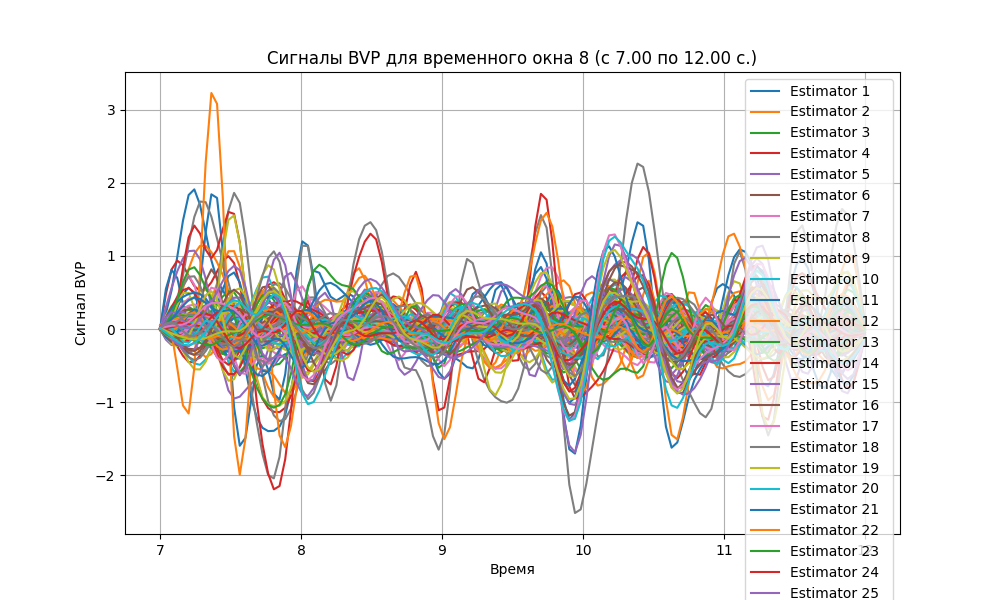 Сигналы BVP для временного окна 8 (с 7.00 по 12.00 с.)
Сигнал BVP
3
2
1
0
−1
−2
7
8
9
10
11
12
Время
Estimator 1
Estimator 2
Estimator 3
Estimator 4
Estimator 5
Estimator 6
Estimator 7
Estimator 8
Estimator 9
Estimator 10
Estimator 11
Estimator 12
Estimator 13
Estimator 14
Estimator 15
Estimator 16
Estimator 17
Estimator 18
Estimator 19
Estimator 20
Estimator 21
Estimator 22
Estimator 23
Estimator 24
Estimator 25